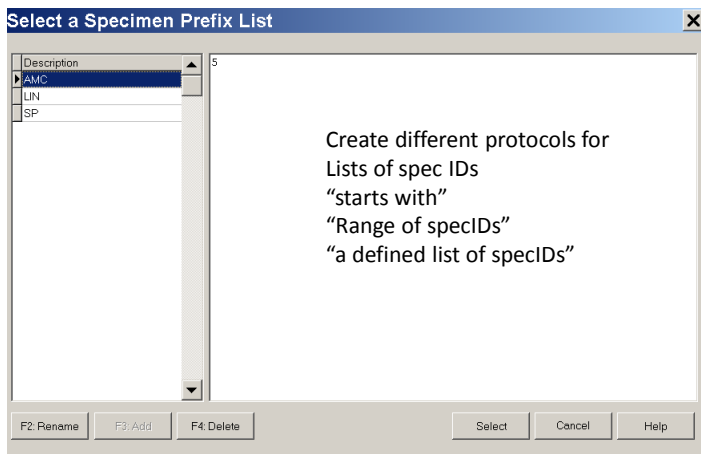 Select a Specimen Prefix List
Description
AMC
LIN
SP
5
Create different protocols for
Lists of spec IDs
“starts with”
“Range of specIDs”
“a defined list of specIDs”
F2: Rename
F3: Add
F4: Delete
Select
Cancel
Help